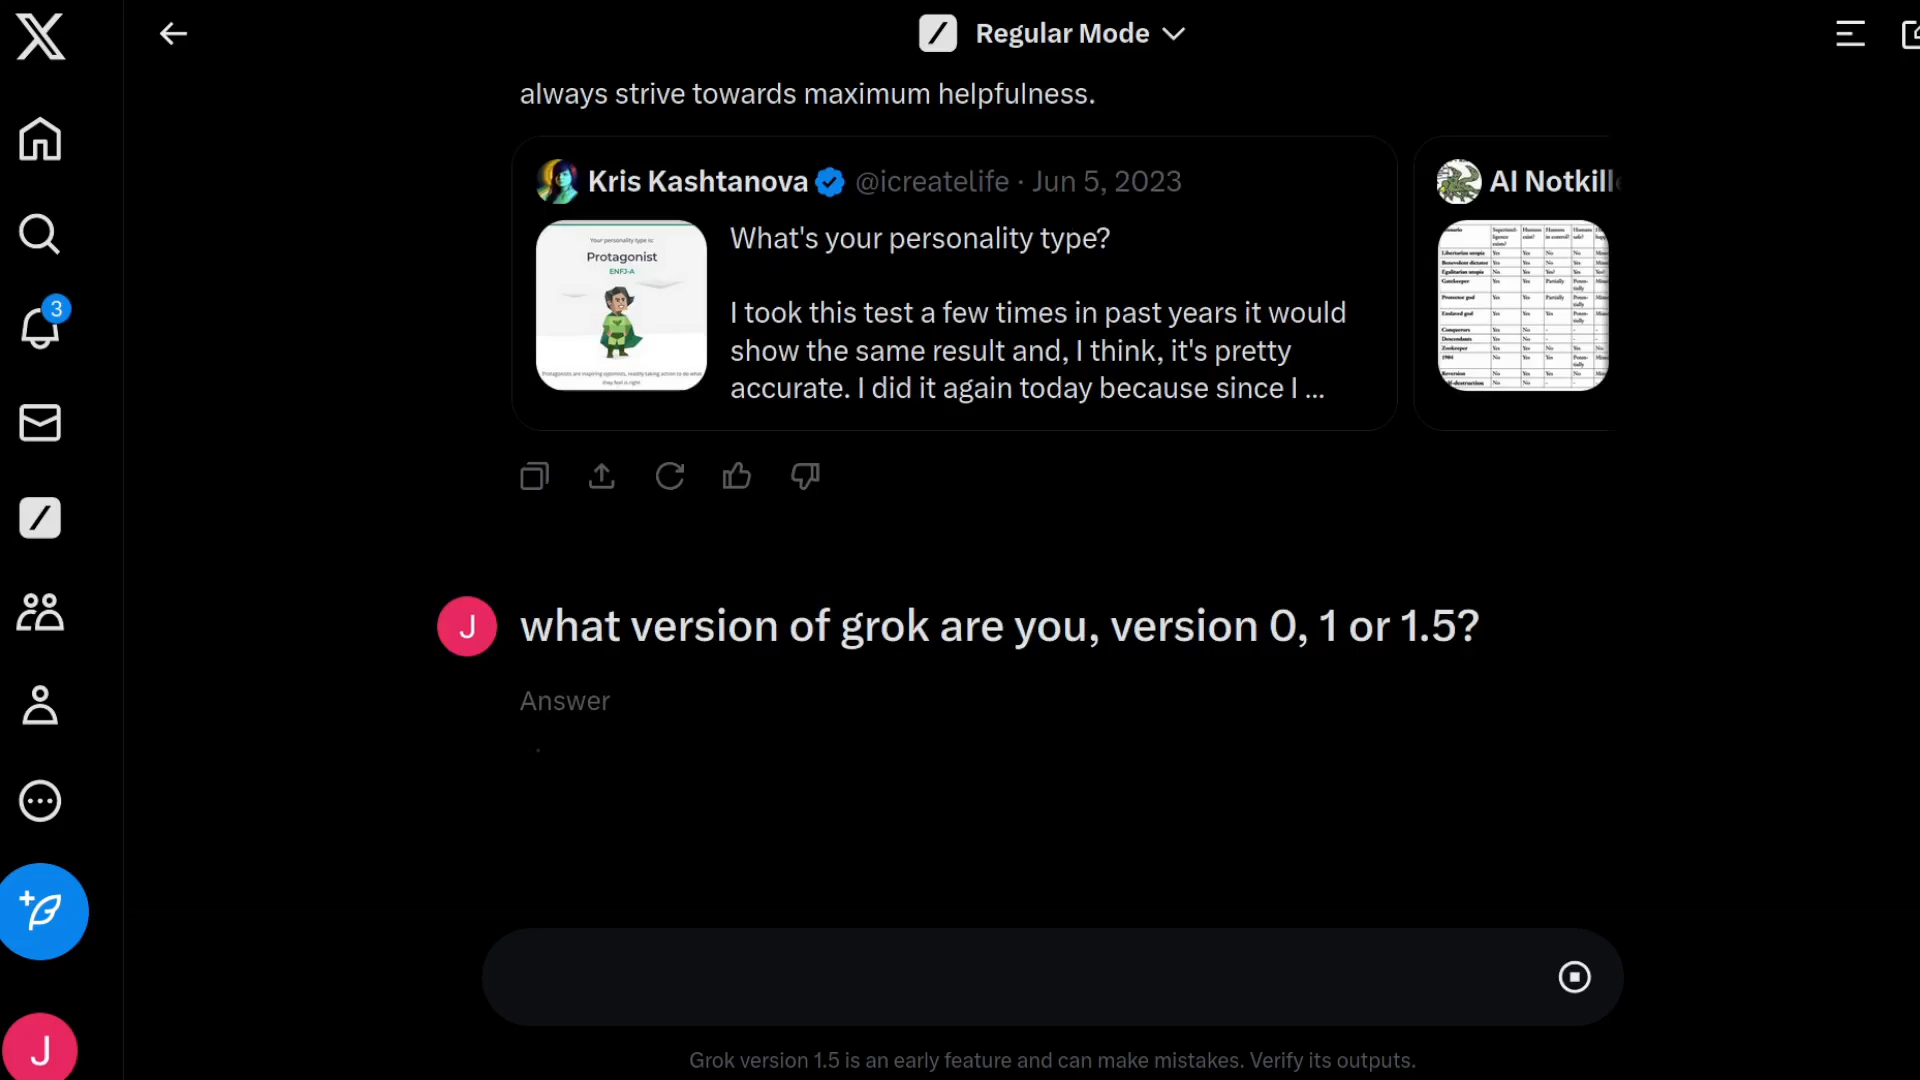 Regular Mode
always strive towards maximum helpfulness.
Kris Kashtanova @icreatelife · Jun 5, 2023
Your personality type is:
Protagonist
ENFJ-A
What's your personality type?
I took this test a few times in past years it would
show the same result and, I think, it's pretty
accurate. I did it again today because since I ...
AI Notkill
3
J what version of grok are you, version 0, 1 or 1.5?
Answer
J
Grok version 1.5 is an early feature and can make mistakes. Verify its outputs.